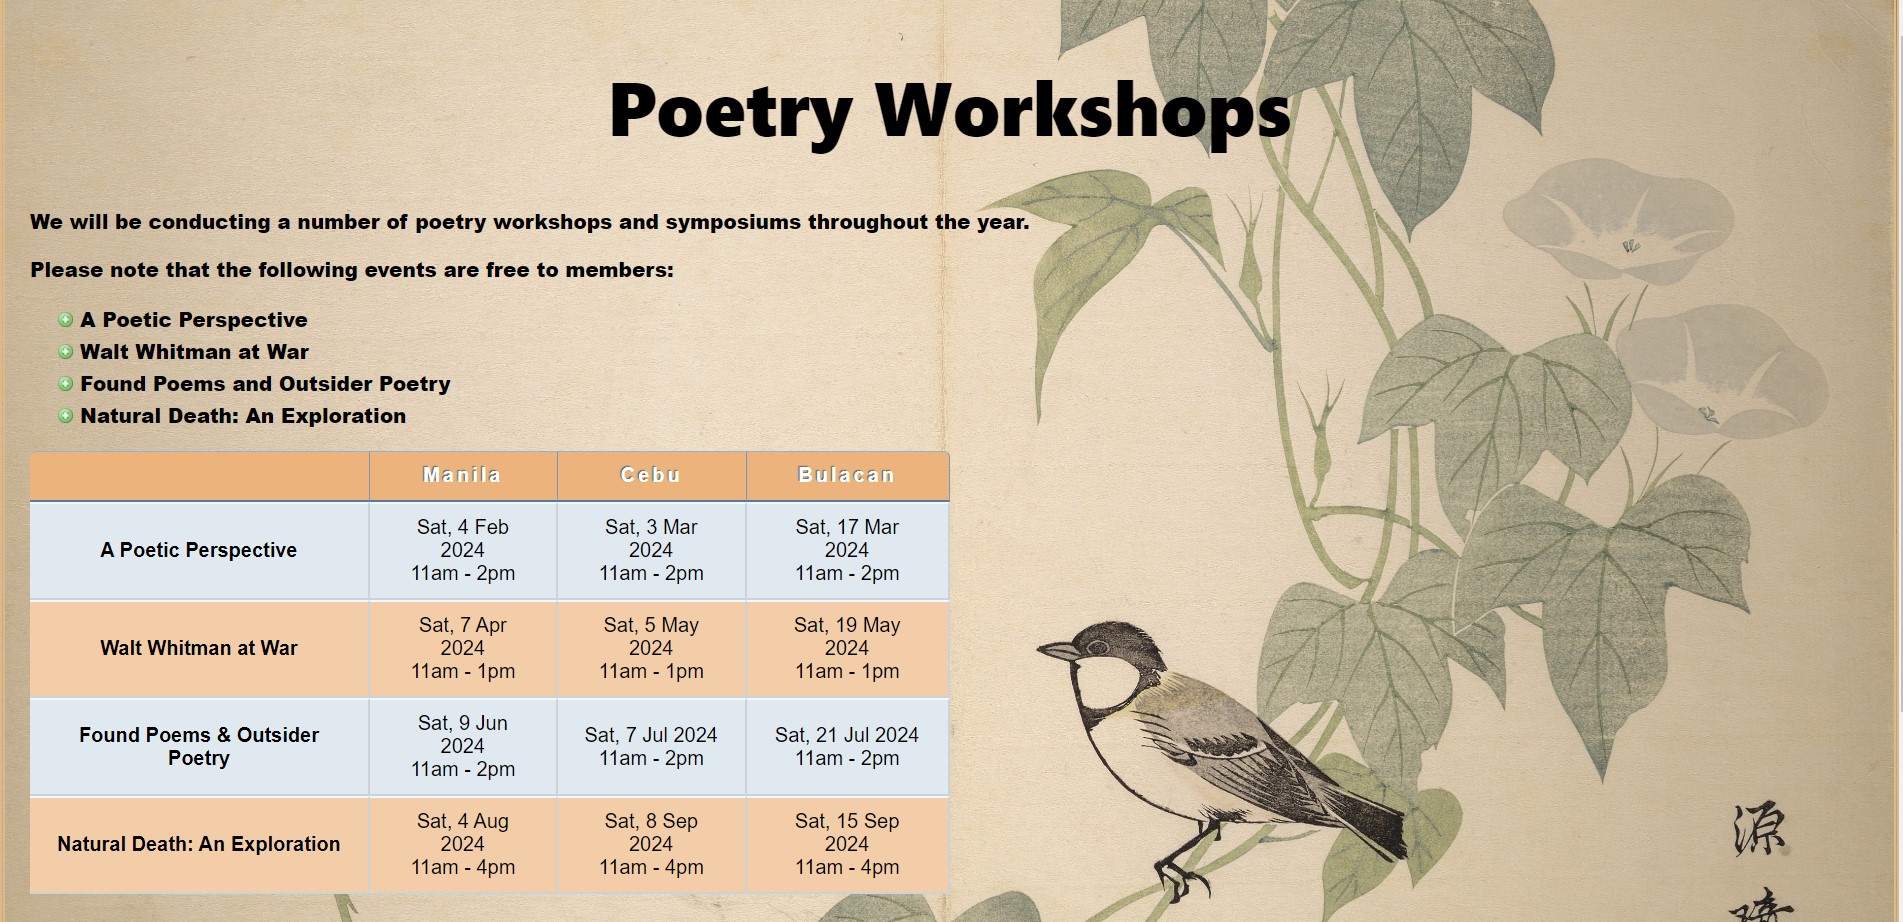 Poetry Workshops
We will be conducting a number of poetry workshops and symposiums throughout the year.
Please note that the following events are free to members:
A Poetic Perspective
Walt Whitman at War
Found Poems and Outsider Poetry
Natural Death: An Exploration
Manila Cebu Bulacan
A Poetic Perspective
Sat, 4 Feb
2024
11am - 2pm
Sat, 3 Mar
2024
11am - 2pm
Sat, 17 Mar
2024
11am - 2pm
Walt Whitman at War
Sat, 7 Apr
2024
11am - 1pm
Sat, 5 May
2024
11am - 1pm
Sat, 19 May
2024
11am - 1pm
Found Poems & Outsider
Poetry
Sat, 9 Jun
2024
11am - 2pm
Sat, 7 Jul 2024
11am - 2pm
Sat, 21 Jul 2024
11am - 2pm
Natural Death: An Exploration
Sat, 4 Aug
2024
11am - 4pm
Sat, 8 Sep
2024
11am - 4pm
Sat, 15 Sep
2024
11am - 4pm
源